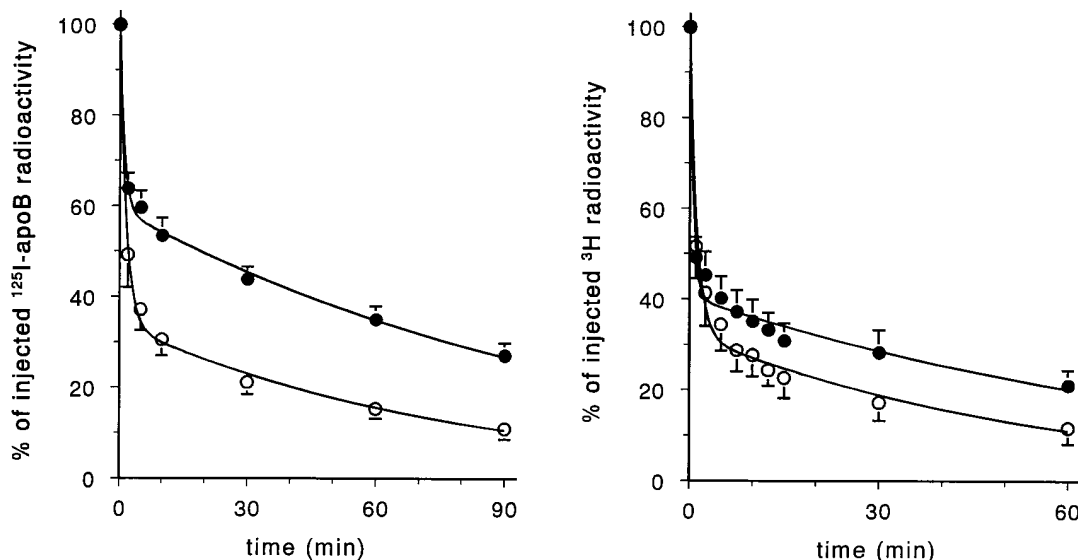 % of injected ¹²⁵I-apoB radioactivity
100
80
60
40
20
0
0 30 60 90
time (min)
% of injected ³H radioactivity
100
80
60
40
20
0
0 30 60
time (min)